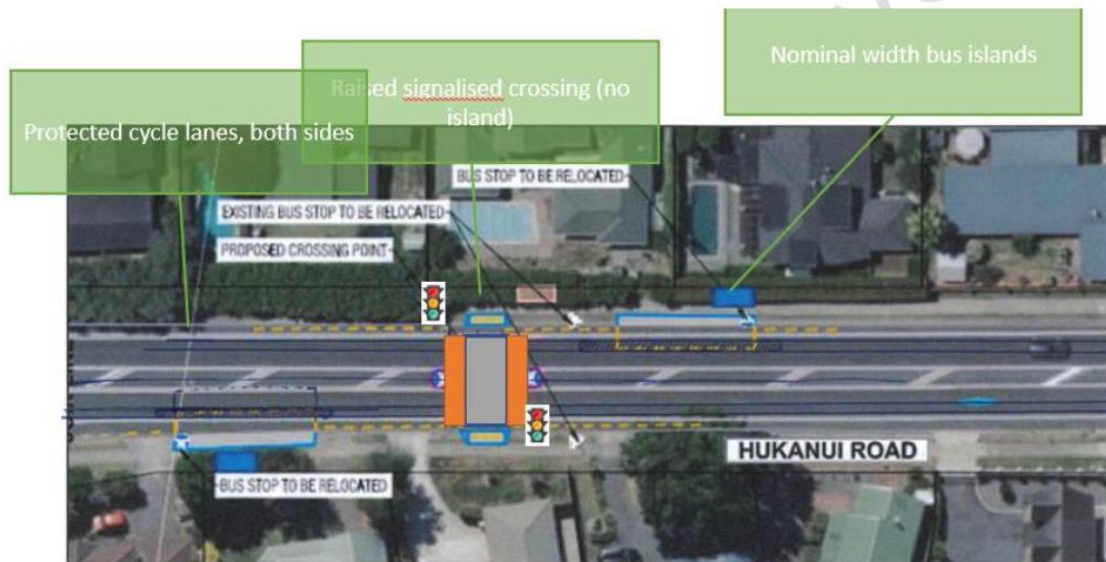 Nominal width bus islands
Raised signalised crossing (no
island)
Protected cycle lanes, both sides
BUS STOP TO BE RELOCATED
EXISTING BUS STOP TO BE RELOCATED
PROPOSED CROSSING POINT
HUKANUI ROAD
BUS STOP TO BE RELOCATED